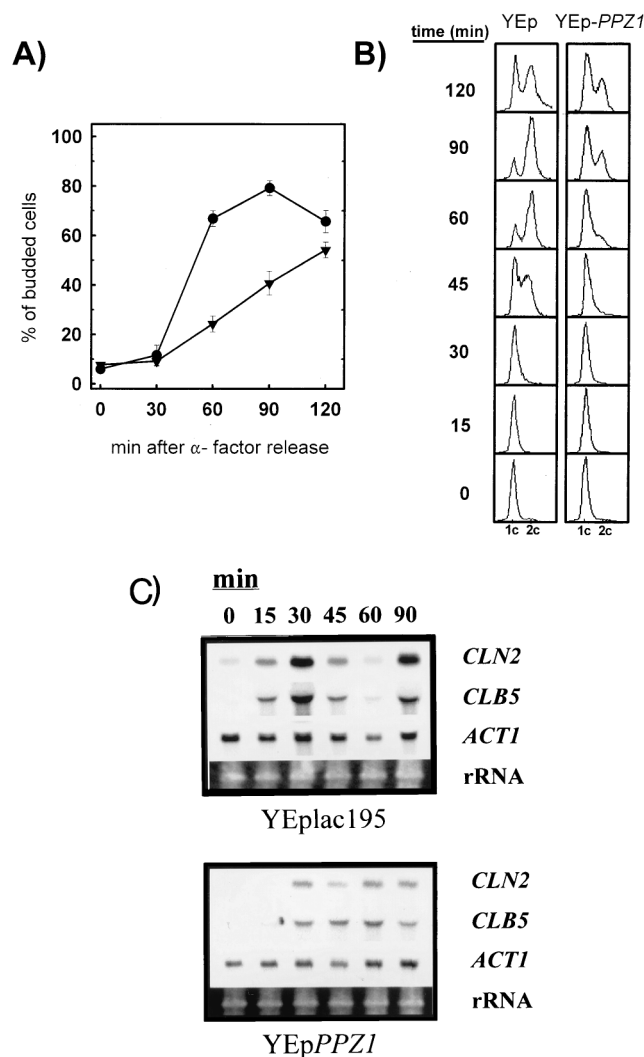 A)
% of budded cells
100
80
60
40
20
0
0 30 60 90 120
min after α- factor release
B)
time (min) YEp YEp-PPZ1
120
90
60
45
30
15
0
1c 2c 1c 2c
C)
min
0 15 30 45 60 90
CLN2
CLB5
ACT1
rRNA
YEplac195
CLN2
CLB5
ACT1
rRNA
YEpPPZ1